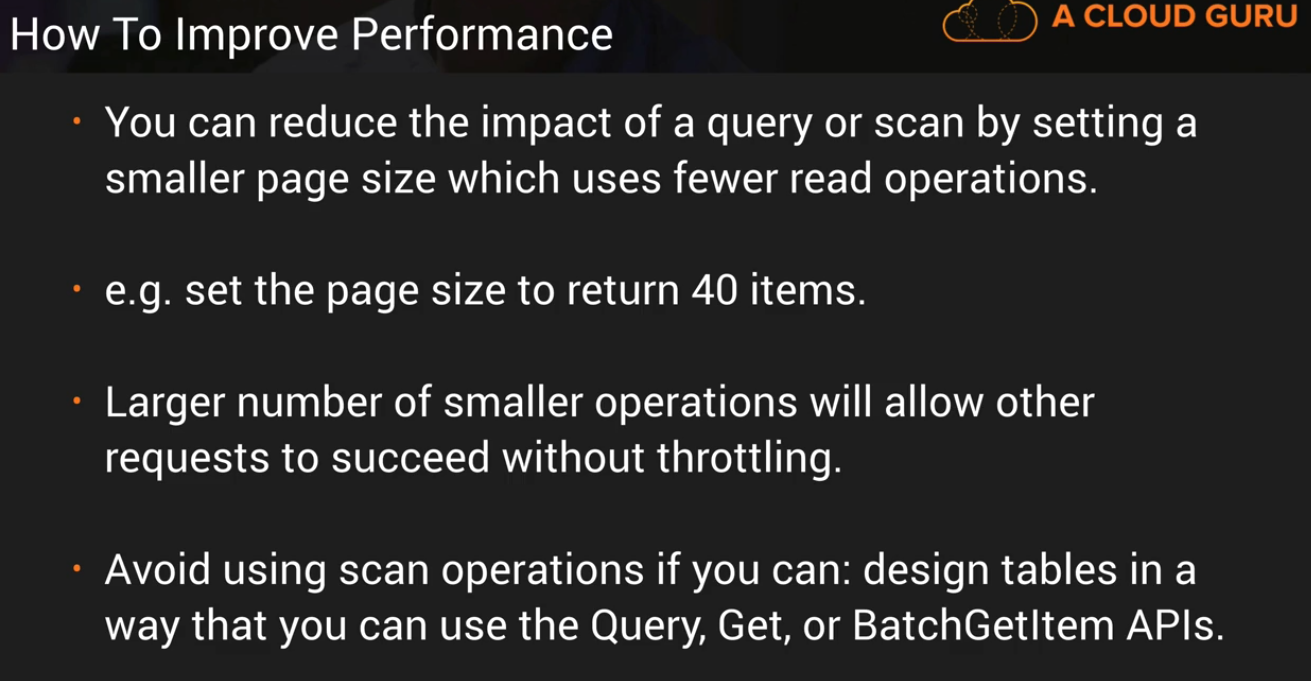 How To Improve Performance
A CLOUD GURU
• You can reduce the impact of a query or scan by setting a
smaller page size which uses fewer read operations.
• e.g. set the page size to return 40 items.
• Larger number of smaller operations will allow other
requests to succeed without throttling.
• Avoid using scan operations if you can: design tables in a
way that you can use the Query, Get, or BatchGetItem APIs.